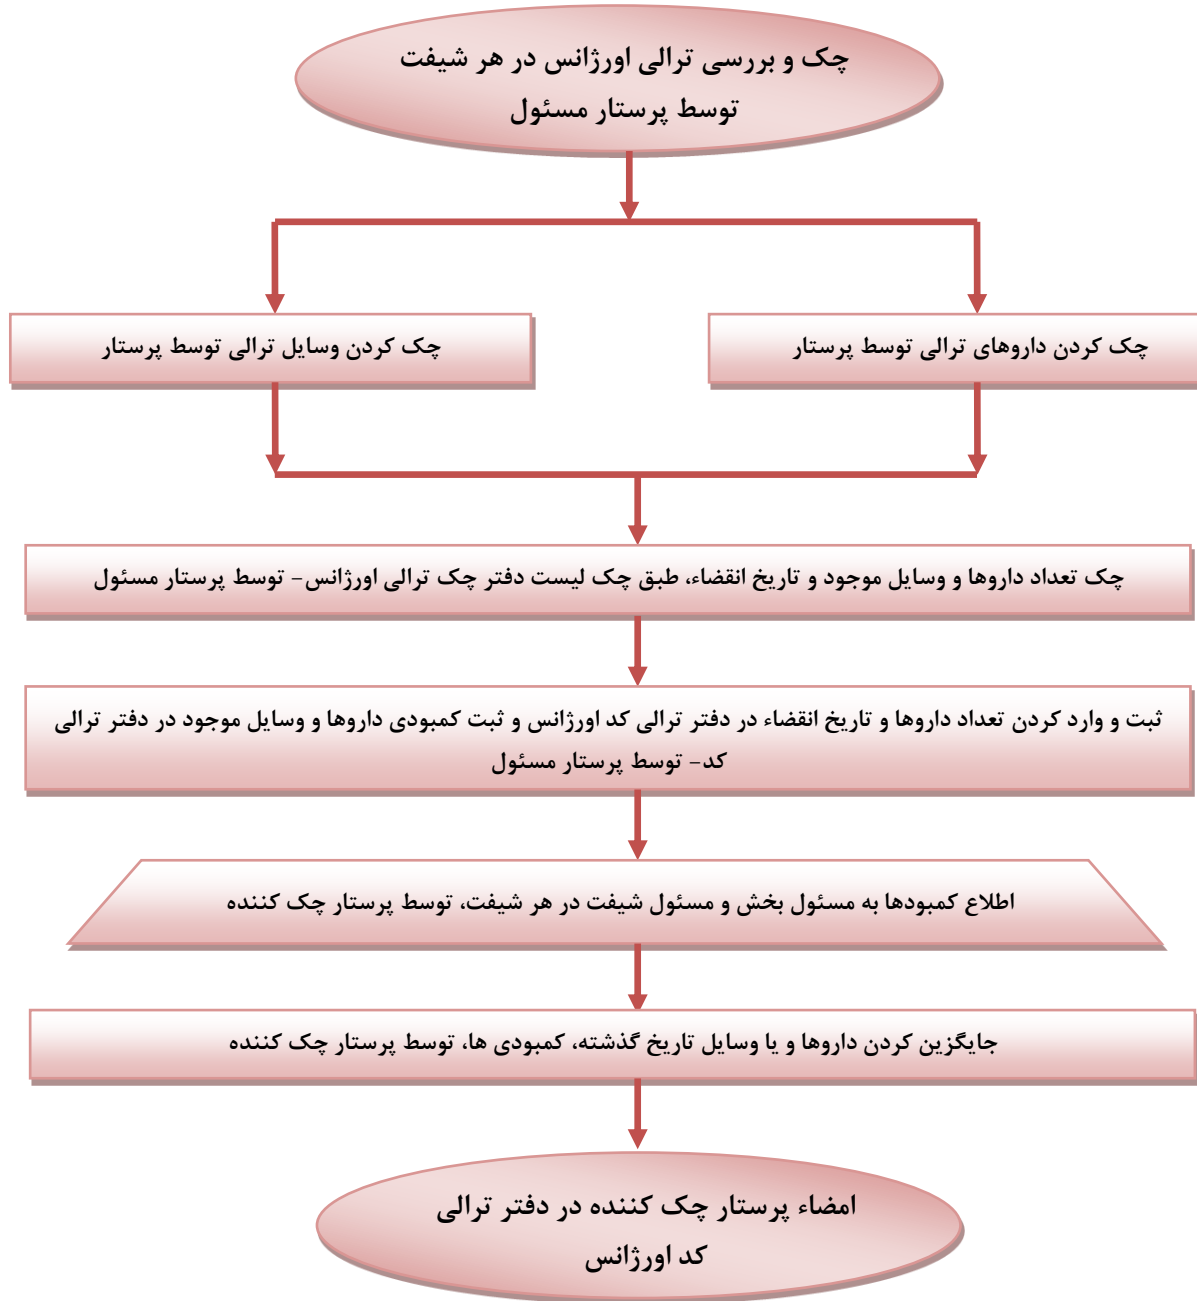 چک و بررسی ترالی اورژانس در هر شیفت
توسط پرستار مسئول
چک کردن داروهای ترالی توسط پرستار
چک کردن وسایل ترالی توسط پرستار
چک تعداد داروها و وسایل موجود و تاریخ انقضاء، طبق چک لیست دفتر چک ترالی اورژانس- توسط پرستار مسئول
ثبت و وارد کردن تعداد داروها و تاریخ انقضاء در دفتر ترالی کد اورژانس و ثبت کمبودی داروها و وسایل موجود در دفتر ترالی
کد- توسط پرستار مسئول
اطلاع کمبودها به مسئول بخش و مسئول شیفت در هر شیفت، توسط پرستار چک کننده
جایگزین کردن داروها و یا وسایل تاریخ گذشته، کمبودی ها، توسط پرستار چک کننده
امضاء پرستار چک کننده در دفتر ترالی
کد اورژانس